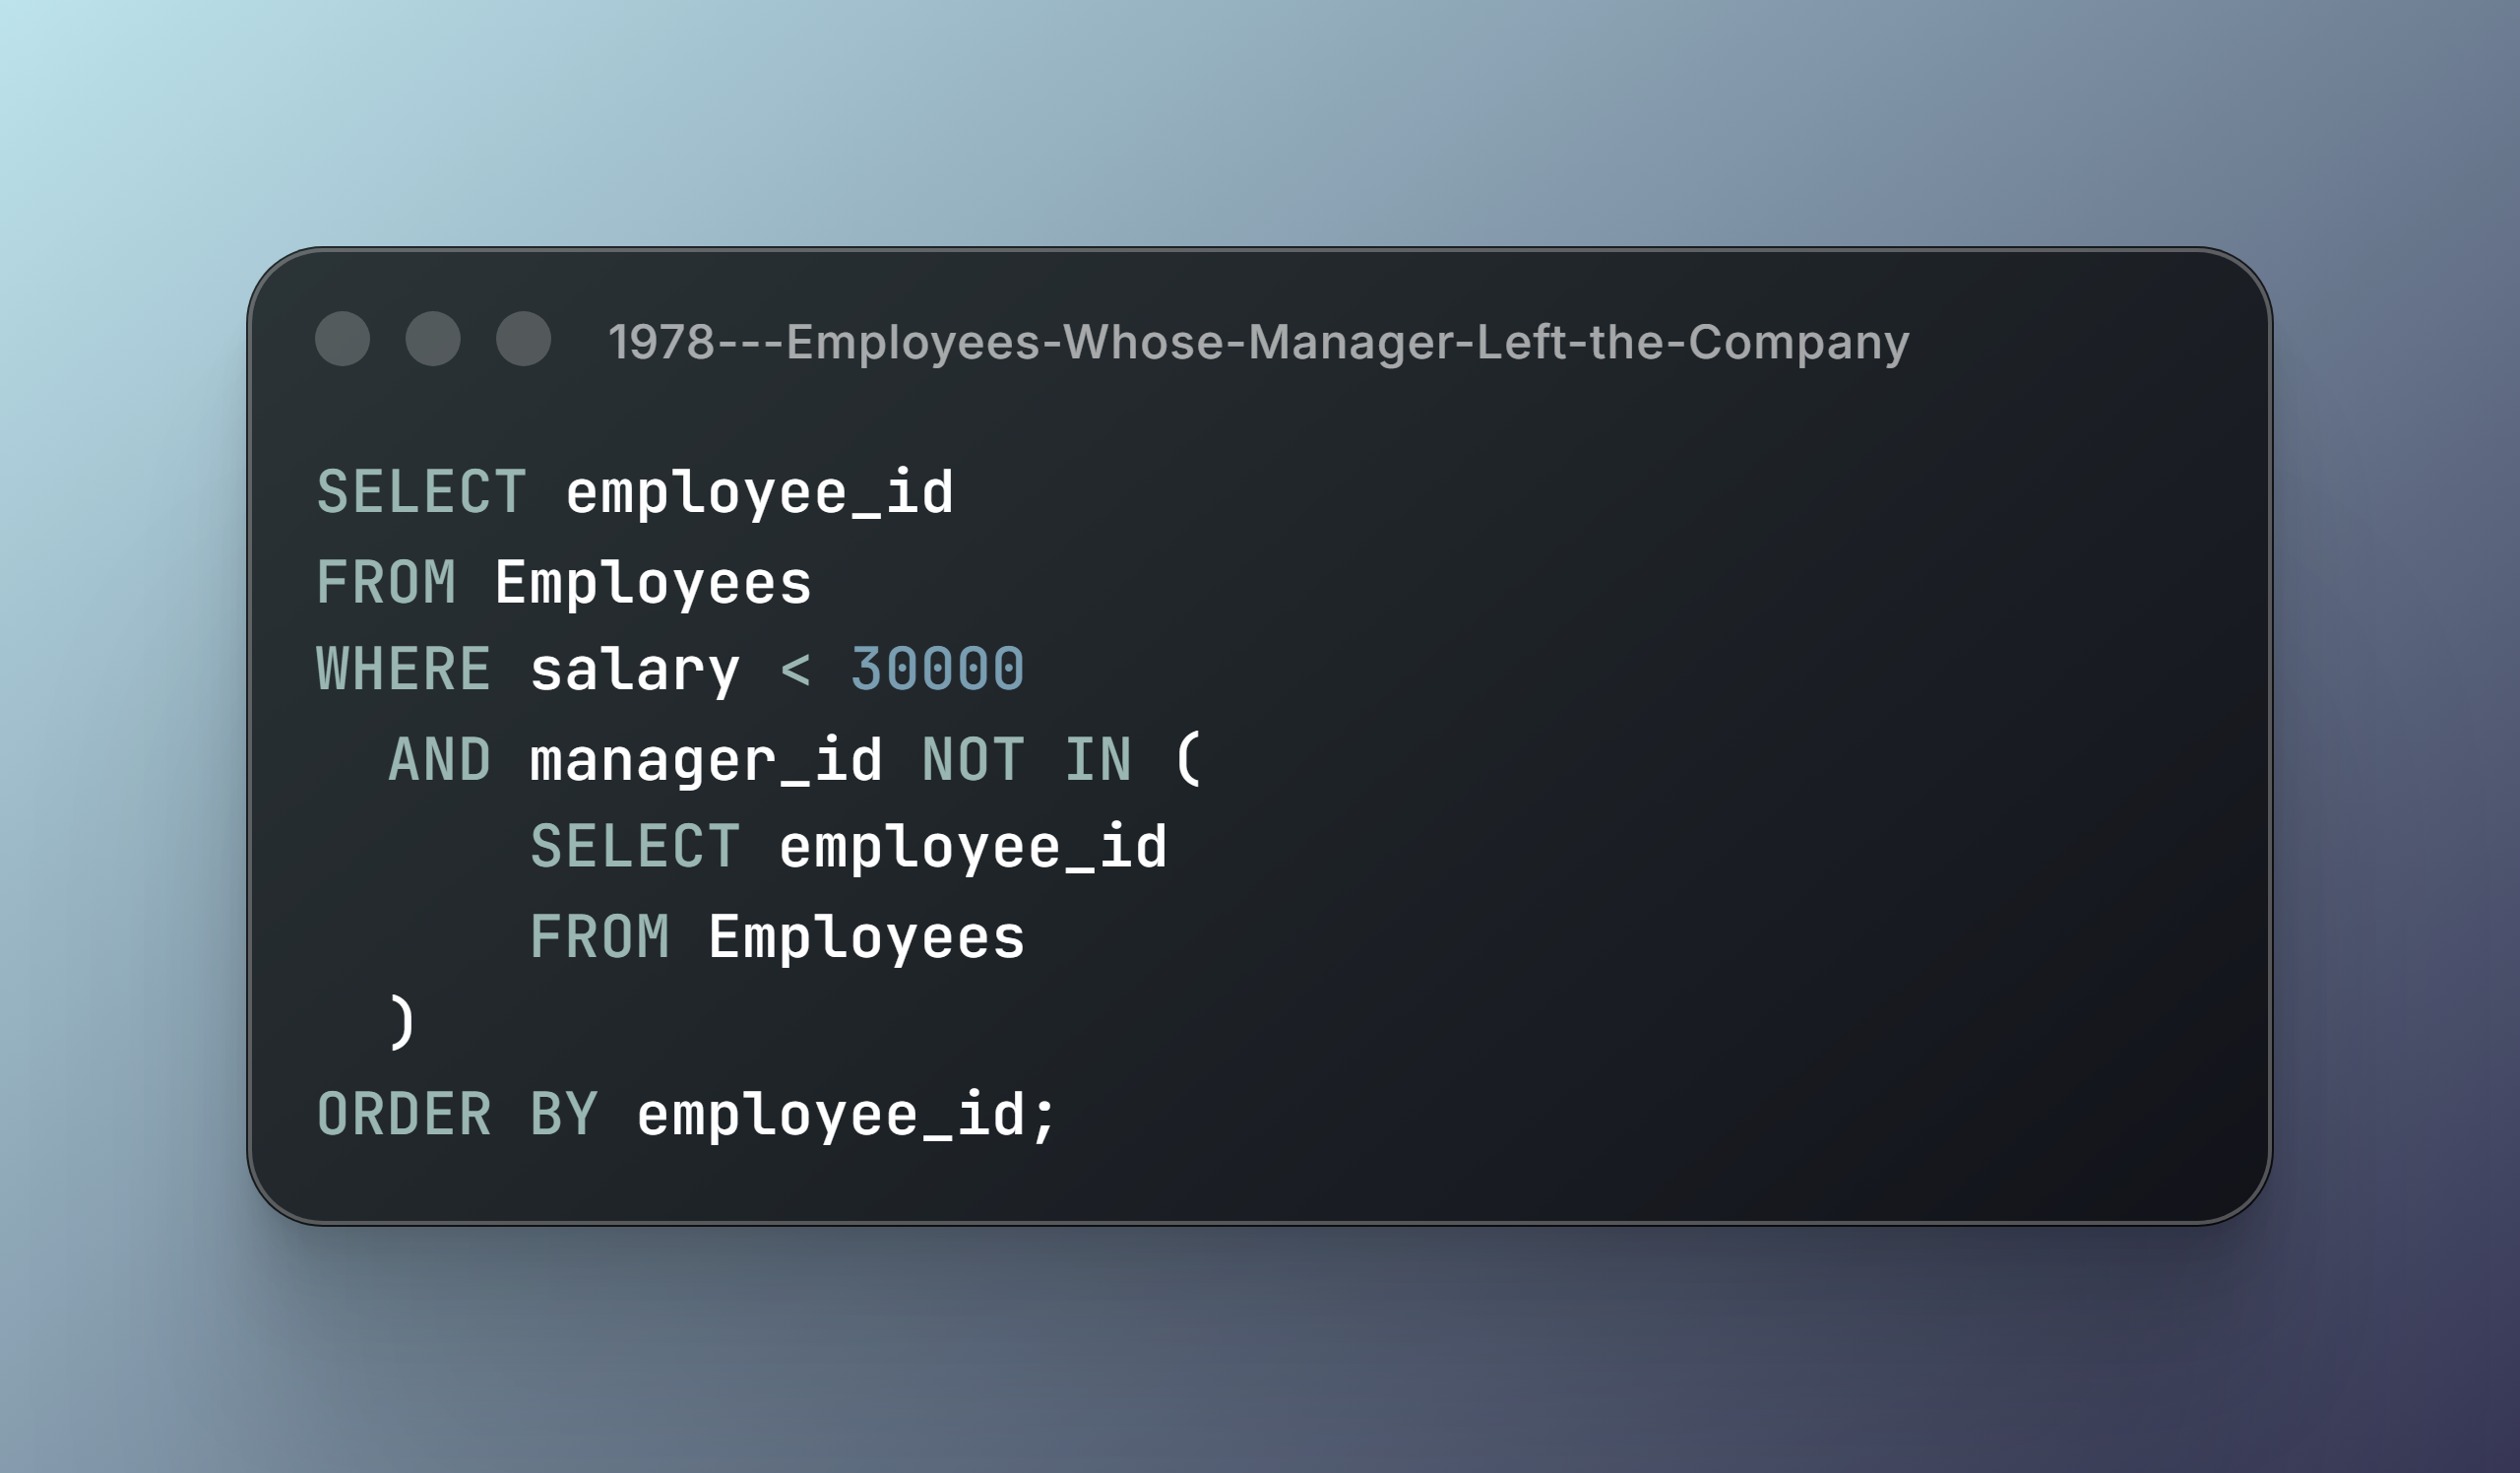 1978---Employees-Whose-Manager-Left-the-Company
SELECT employee_id
FROM Employees
WHERE salary < 30000
  AND manager_id NOT IN (
      SELECT employee_id
      FROM Employees
  )
ORDER BY employee_id;